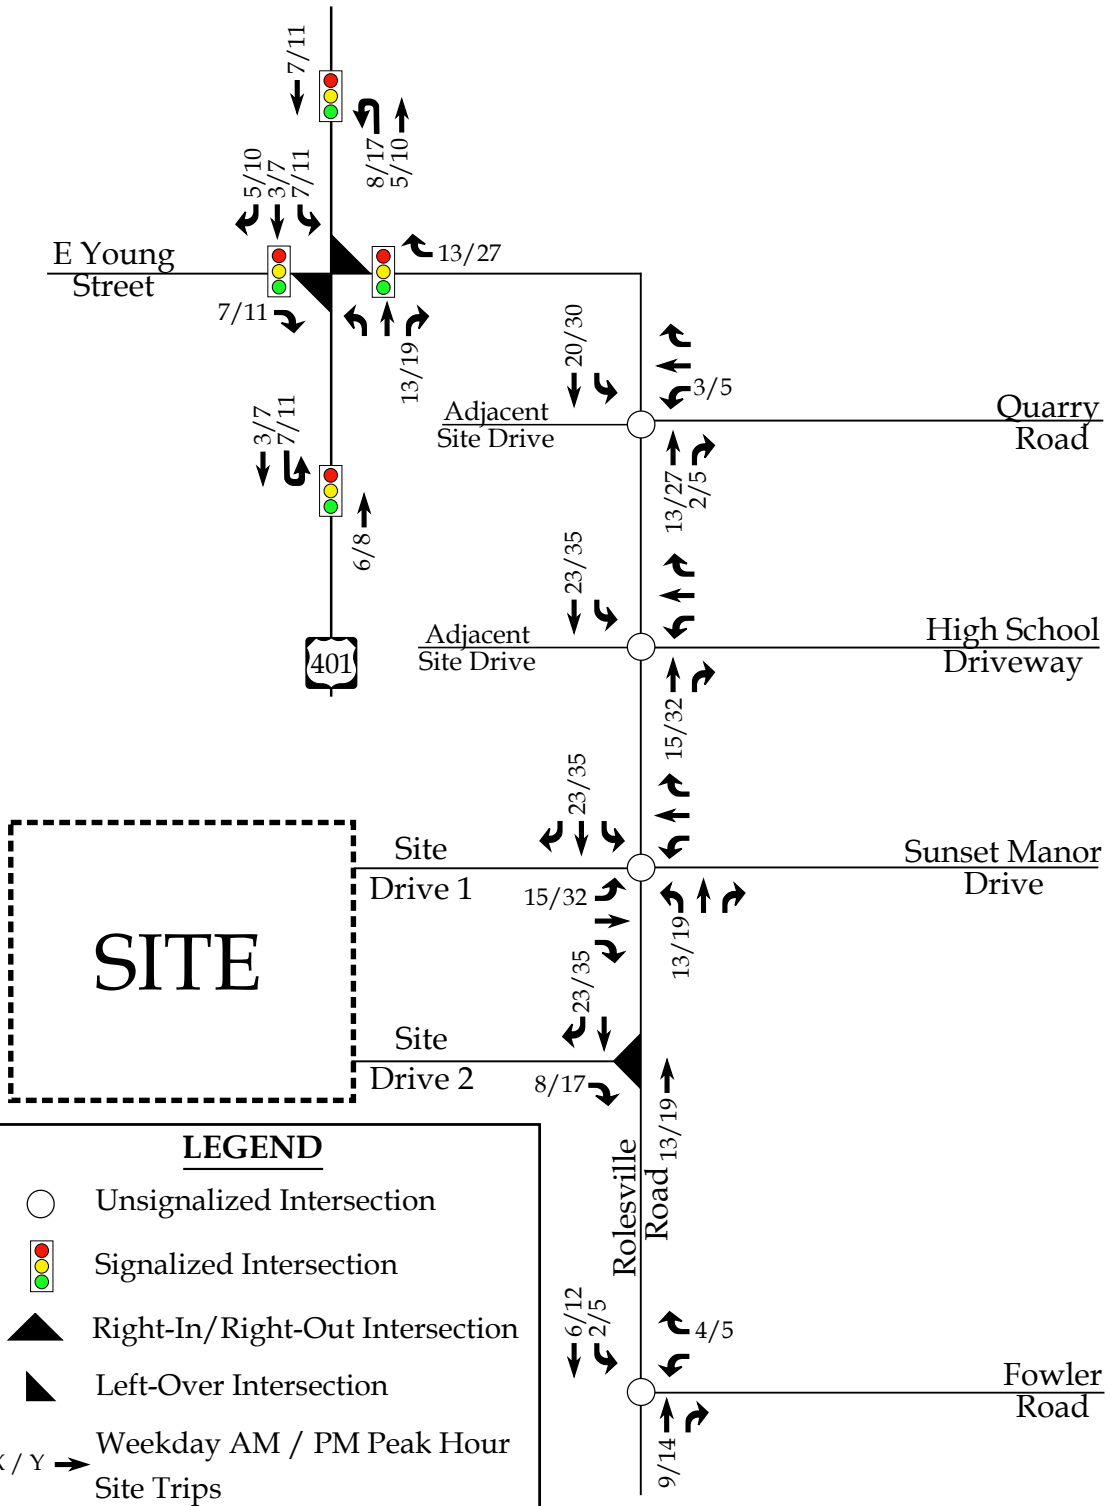 7/11
8/17
5/10
5/10
3/7
7/11
E Young
Street
13/27
7/11
13/19
20/30
3/5
Adjacent
Site Drive
Quarry
Road
3/7
7/11
13/27
2/5
6/8
23/35
401
Adjacent
Site Drive
High School
Driveway
15/32
23/35
Site
Drive 1
Sunset Manor
Drive
15/32
13/19
SITE
23/35
Site
Drive 2
8/17
13/19
Rolesville
Road
LEGEND
Unsignalized Intersection
Signalized Intersection
Right-In/Right-Out Intersection
Left-Over Intersection
X / Y Weekday AM / PM Peak Hour
Site Trips
6/12
2/5
4/5
Fowler
Road
9/14